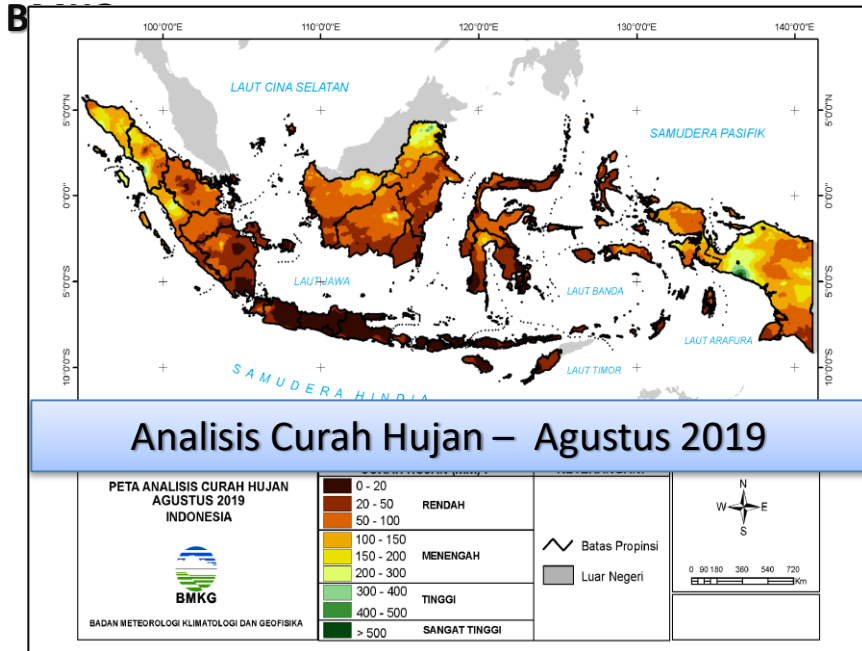 B
100°0'0"E 110°0'0"E 120°0'0"E 130°0'0"E 140°0'0"E
LAUT CINA SELATAN
SAMUDERA PASIFIK
5°0'0"N 5°0'0"N
0°0'0" 0°0'0"
5°0'0"S 5°0'0"S
LAUT JAWA
LAUT BANDA
LAUT ARAFURA
LAUT TIMOR
10°0'0"S 10°0'0"S
SAMUDERA HINDIA
Analisis Curah Hujan – Agustus 2019
PETA ANALISIS CURAH HUJAN
AGUSTUS 2019
INDONESIA
BMKG
BADAN METEOROLOGI KLIMATOLOGI DAN GEOFISIKA
0 - 20
20 - 50
50 - 100
RENDAH
100 - 150
150 - 200
200 - 300
MENENGAH
300 - 400
400 - 500
TINGGI
> 500
SANGAT TINGGI
Batas Propinsi
Luar Negeri
N
W E
S
0 90 180 360 540 720
Km